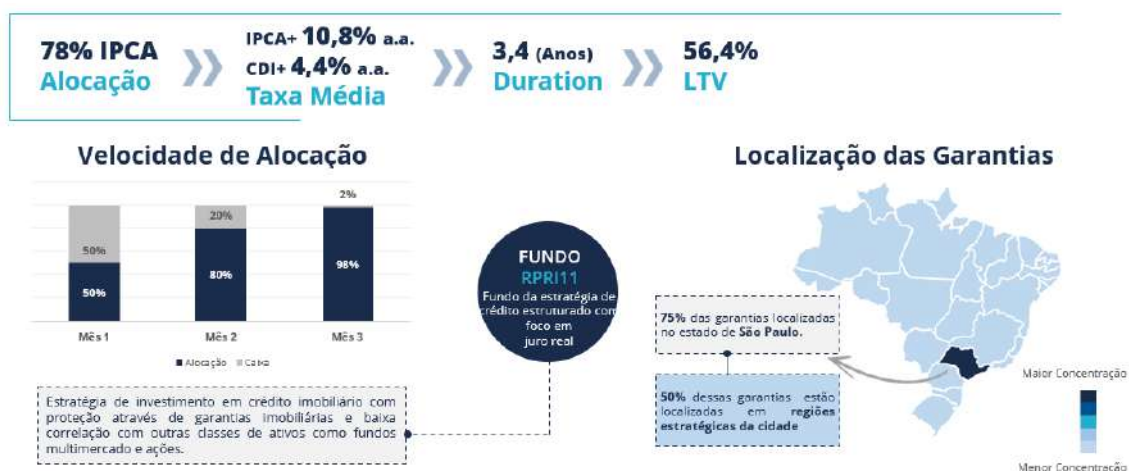 78% IPCA
Alocação
IPCA+ 10,8% a.a.
CDI+ 4,4% a.a.
Taxa Média
3,4 (Anos)
Duration
56,4%
LTV
Velocidade de Alocação
50%
50%
20%
80%
2%
98%
Mês 1
Mês 2
Mês 3
Alocação
Caixa
Estratégia de investimento em crédito imobiliário com
proteção através de garantias imobiliárias e baixa
correlação com outras classes de ativos como fundos
multimercado e ações.
FUNDO
RPRI11
Fundo da estratégia de
crédito estruturado com
foco em
juro real
Localização das Garantias
75% das garantias localizadas
no estado de São Paulo.
50% dessas garantias estão
localizadas em regiões
estratégicas da cidade
Maior Concentração
Menor Concentração